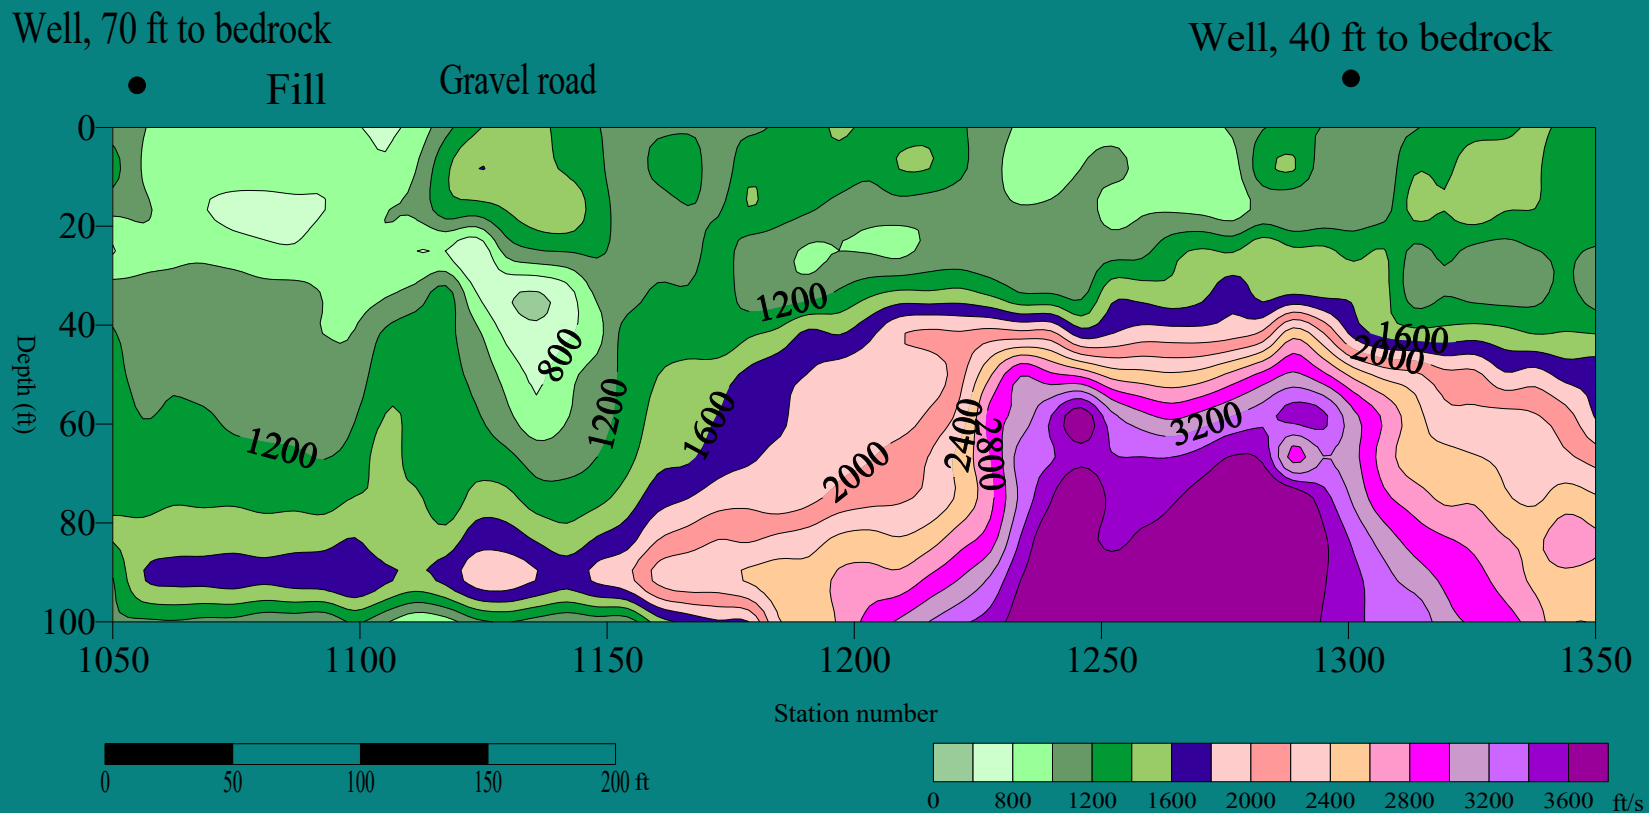 Well, 70 ft to bedrock
Well, 40 ft to bedrock
Fill
Gravel road
0
20
40
60
80
100
Depth (ft)
800
1200
1200
1600
1200
2000
2400
2800
3200
1600
2000
1050 1100 1150 1200 1250 1300 1350
Station number
0 50 100 150 200 ft
0 800 1200 1600 2000 2400 2800 3200 3600 ft/s